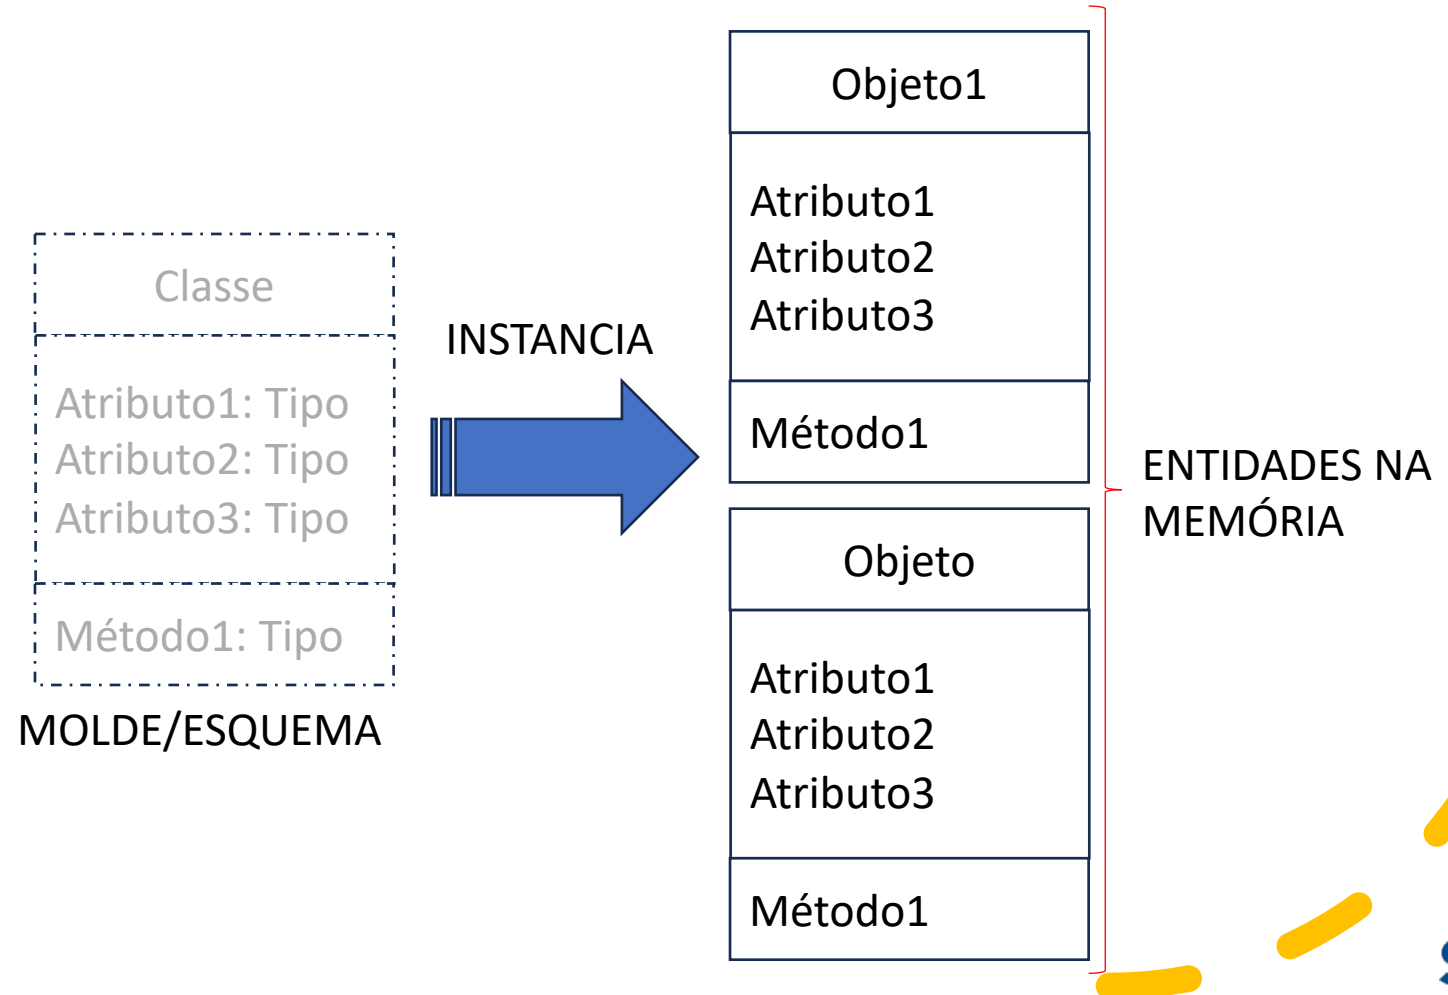 Classe
Atributo1: Tipo
Atributo2: Tipo
Atributo3: Tipo
Método1: Tipo
MOLDE/ESQUEMA
INSTANCIA
Objeto1
Atributo1
Atributo2
Atributo3
Método1
Objeto
Atributo1
Atributo2
Atributo3
Método1
ENTIDADES NA
MEMÓRIA